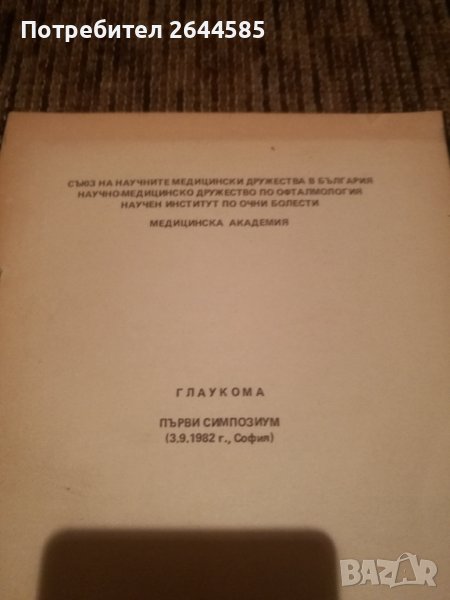 Потребител 2644585
СЪЮЗ НА НАУЧНИТЕ МЕДИЦИНСКИ ДРУЖЕСТВА В БЪЛГАРИЯ
НАУЧНО-МЕДИЦИНСКО ДРУЖЕСТВО ПО ОФТАЛМОЛОГИЯ
НАУЧЕН ИНСТИТУТ ПО ОЧНИ БОЛЕСТИ
МЕДИЦИНСКА АКАДЕМИЯ
ГЛАУКОМА
ПЪРВИ СИМПОЗИУМ
(3.9.1982 г., София)
BAZAR